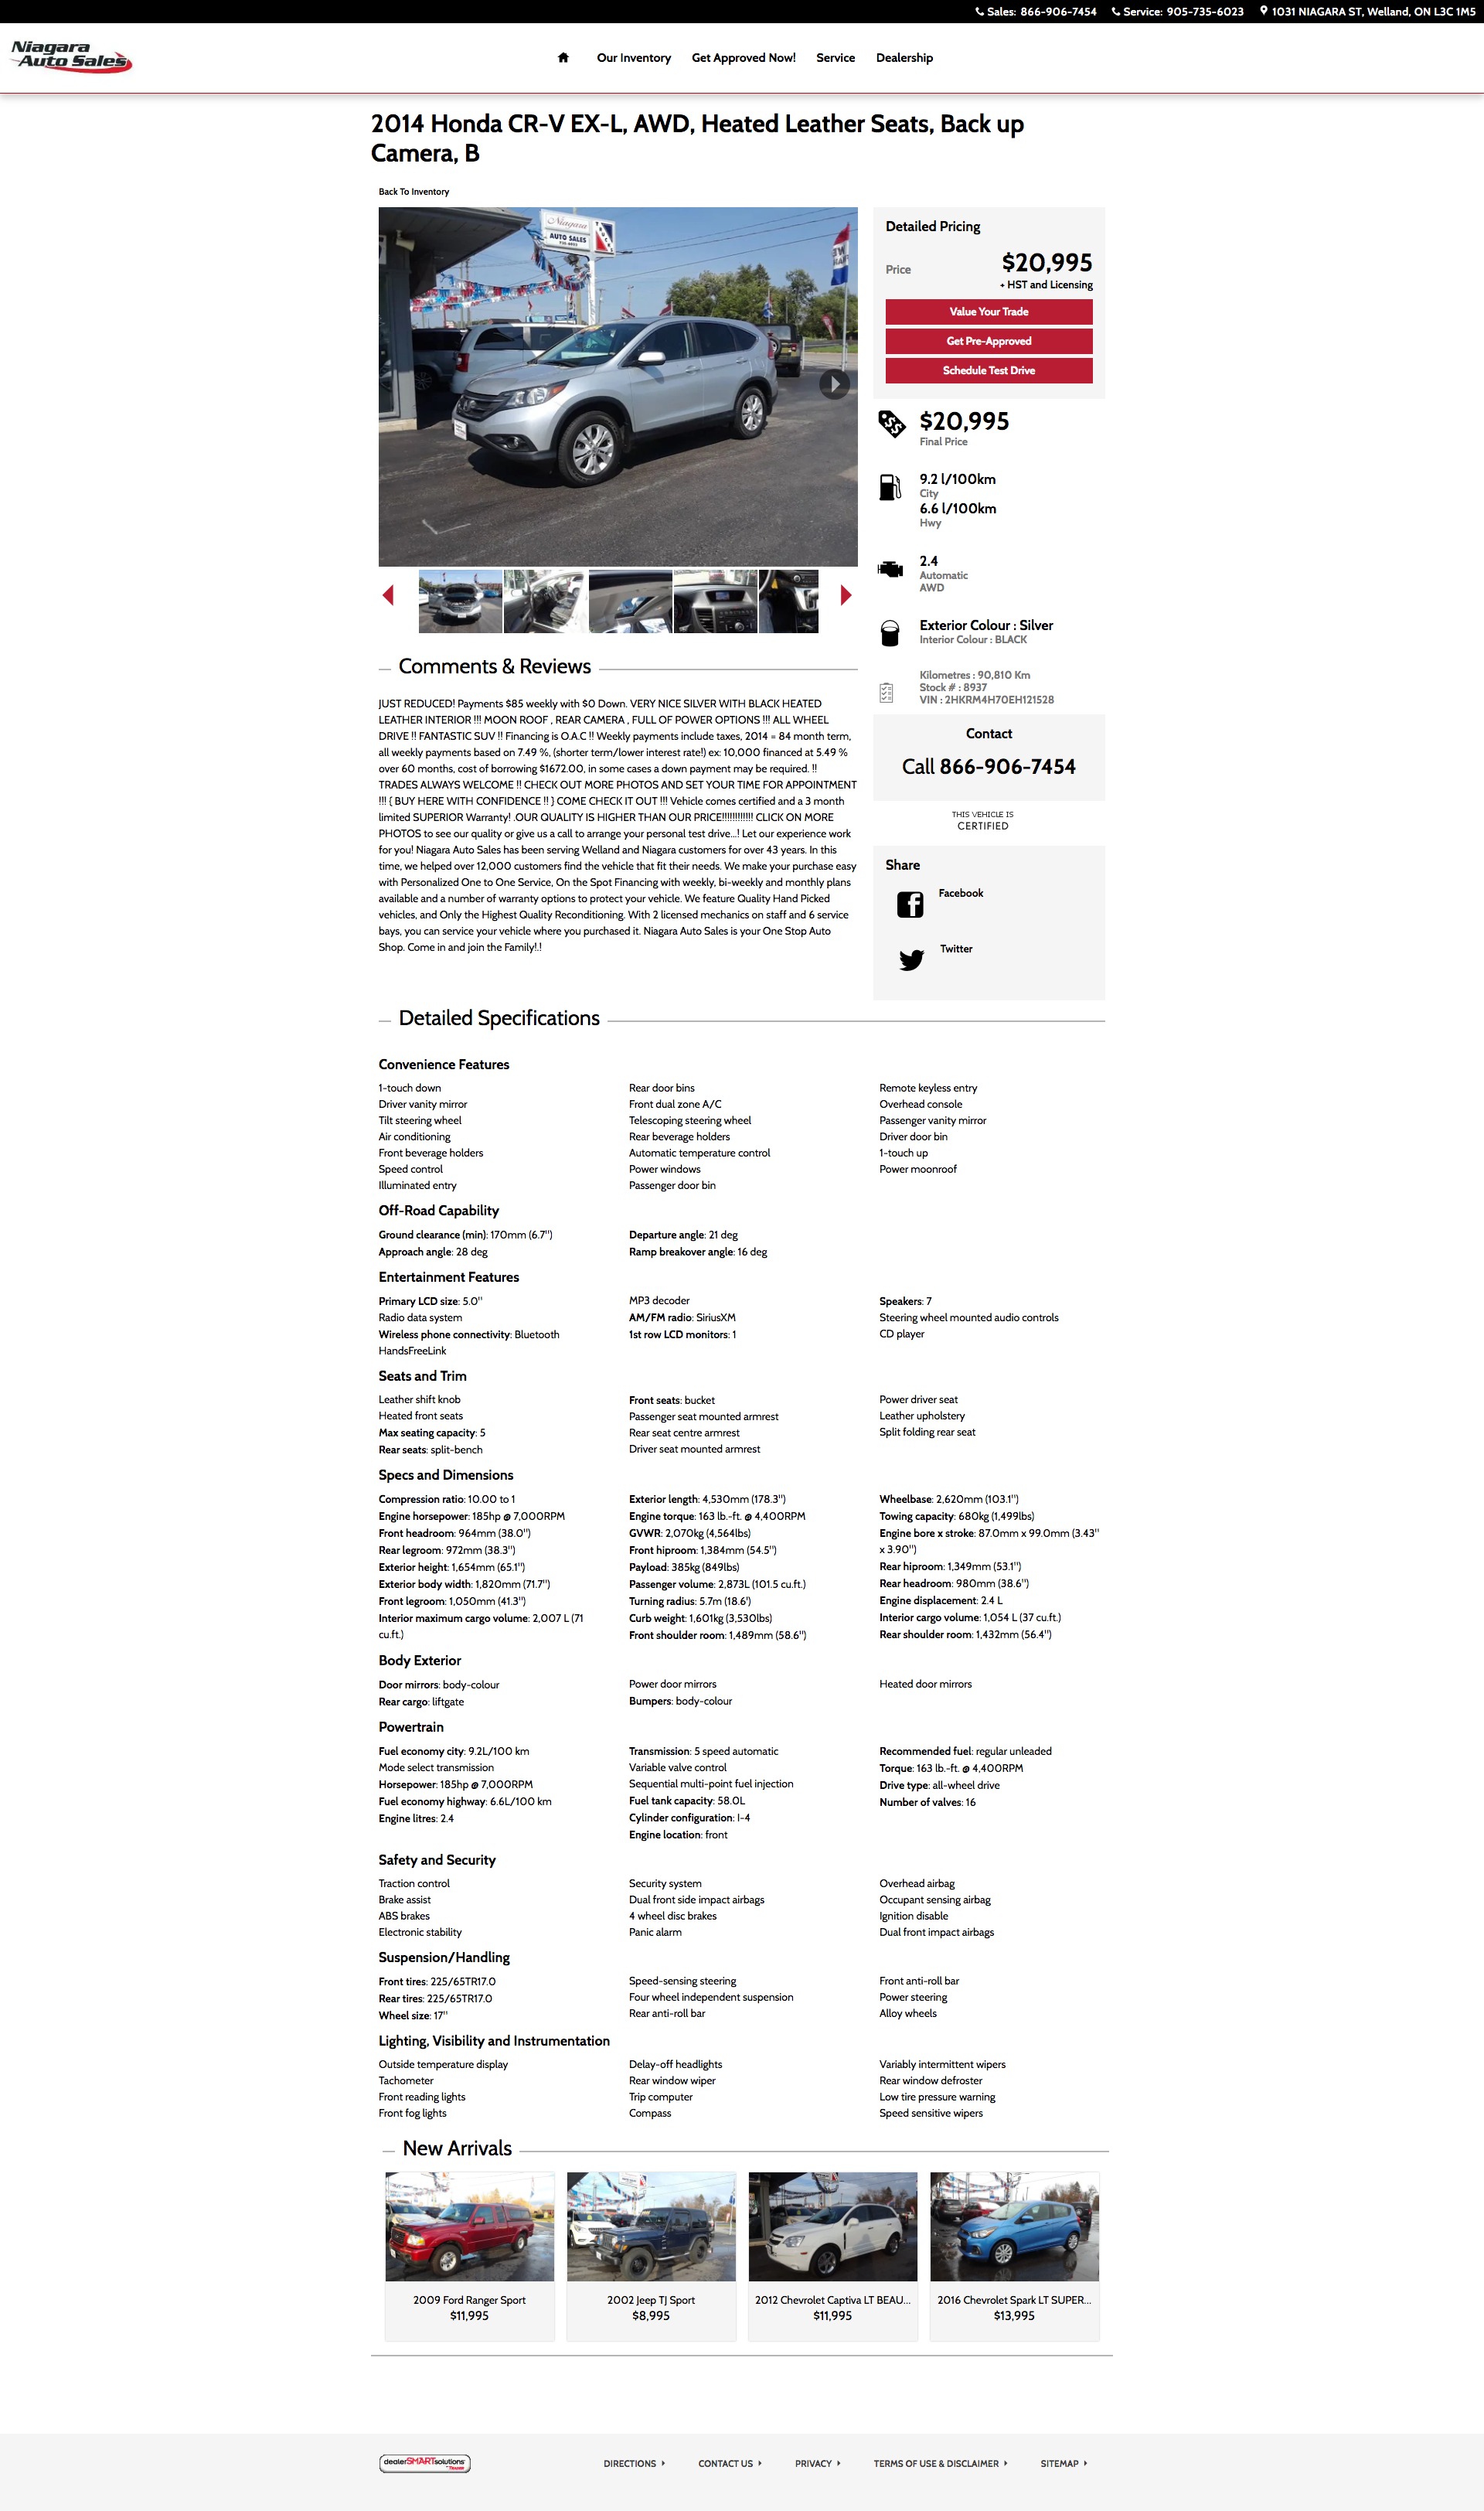 Sales: 866-906-7454 Service: 905-735-6023 1031 NIAGARA ST, Welland, ON L3C 1M5
Niagara
Auto Sales
Our Inventory Get Approved Now! Service Dealership
2014 Honda CR-V EX-L, AWD, Heated Leather Seats, Back up
Camera, B
Back To Inventory
Niagara
AUTO SALES
Detailed Pricing
Price $20,995
+ HST and Licensing
Value Your Trade
Get Pre-Approved
Schedule Test Drive
$20,995
Final Price
9.2 l/100km
City
6.6 l/100km
Hwy
2.4
Automatic
AWD
Exterior Colour : Silver
Interior Colour : BLACK
Kilometres : 90,810 Km
Stock # : 8937
VIN : 2HKRM4H70EH121528
Contact
Call 866-906-7454
THIS VEHICLE IS
CERTIFIED
Share
Facebook
Twitter
Comments & Reviews
JUST REDUCED! Payments $85 weekly with $0 Down. VERY NICE SILVER WITH BLACK HEATED
LEATHER INTERIOR !!! MOON ROOF , REAR CAMERA , FULL OF POWER OPTIONS !!! ALL WHEEL
DRIVE !! FANTASTIC SUV !! Financing is O.A.C !! Weekly payments include taxes, 2014 = 84 month term,
all weekly payments based on 7.49 %, (shorter term/lower interest rate!) ex: 10,000 financed at 5.49 %
over 60 months, cost of borrowing $1672.00, in some cases a down payment may be required. !!
TRADES ALWAYS WELCOME !! CHECK OUT MORE PHOTOS AND SET YOUR TIME FOR APPOINTMENT
!!! { BUY HERE WITH CONFIDENCE !! } COME CHECK IT OUT !!! Vehicle comes certified and a 3 month
limited SUPERIOR Warranty! .OUR QUALITY IS HIGHER THAN OUR PRICE!!!!!!!!!!!! CLICK ON MORE
PHOTOS to see our quality or give us a call to arrange your personal test drive...! Let our experience work
for you! Niagara Auto Sales has been serving Welland and Niagara customers for over 43 years. In this
time, we helped over 12,000 customers find the vehicle that fit their needs. We make your purchase easy
with Personalized One to One Service, On the Spot Financing with weekly, bi-weekly and monthly plans
available and a number of warranty options to protect your vehicle. We feature Quality Hand Picked
vehicles, and Only the Highest Quality Reconditioning. With 2 licensed mechanics on staff and 6 service
bays, you can service your vehicle where you purchased it. Niagara Auto Sales is your One Stop Auto
Shop. Come in and join the Family!.!
Detailed Specifications
Convenience Features
1-touch down Rear door bins Remote keyless entry
Driver vanity mirror Front dual zone A/C Overhead console
Tilt steering wheel Telescoping steering wheel Passenger vanity mirror
Air conditioning Rear beverage holders Driver door bin
Front beverage holders Automatic temperature control 1-touch up
Speed control Power windows Power moonroof
Illuminated entry Passenger door bin
Off-Road Capability
Ground clearance (min): 170mm (6.7") Departure angle: 21 deg
Approach angle: 28 deg Ramp breakover angle: 16 deg
Entertainment Features
Primary LCD size: 5.0" MP3 decoder Speakers: 7
Radio data system AM/FM radio: SiriusXM Steering wheel mounted audio controls
Wireless phone connectivity: Bluetooth 1st row LCD monitors: 1 CD player
HandsFreeLink
Seats and Trim
Leather shift knob Front seats: bucket Power driver seat
Heated front seats Passenger seat mounted armrest Leather upholstery
Max seating capacity: 5 Rear seat centre armrest Split folding rear seat
Rear seats: split-bench Driver seat mounted armrest
Specs and Dimensions
Compression ratio: 10.00 to 1 Exterior length: 4,530mm (178.3") Wheelbase: 2,620mm (103.1")
Engine horsepower: 185hp @ 7,000RPM Engine torque: 163 lb.-ft. @ 4,400RPM Towing capacity: 680kg (1,499lbs)
Front headroom: 964mm (38.0") GVWR: 2,070kg (4,564lbs) Engine bore x stroke: 87.0mm x 99.0mm (3.43"
Rear legroom: 972mm (38.3") Front hiproom: 1,384mm (54.5") x 3.90")
Exterior height: 1,654mm (65.1") Payload: 385kg (849lbs) Rear hiproom: 1,349mm (53.1")
Exterior body width: 1,820mm (71.7") Passenger volume: 2,873L (101.5 cu.ft.) Rear headroom: 980mm (38.6")
Front legroom: 1,050mm (41.3") Turning radius: 5.7m (18.6') Engine displacement: 2.4 L
Interior maximum cargo volume: 2,007 L (71 Curb weight: 1,601kg (3,530lbs) Interior cargo volume: 1,054 L (37 cu.ft.)
cu.ft.) Front shoulder room: 1,489mm (58.6") Rear shoulder room: 1,432mm (56.4")
Body Exterior
Door mirrors: body-colour Power door mirrors Heated door mirrors
Rear cargo: liftgate Bumpers: body-colour
Powertrain
Fuel economy city: 9.2L/100 km Transmission: 5 speed automatic Recommended fuel: regular unleaded
Mode select transmission Variable valve control Torque: 163 lb.-ft. @ 4,400RPM
Horsepower: 185hp @ 7,000RPM Sequential multi-point fuel injection Drive type: all-wheel drive
Fuel economy highway: 6.6L/100 km Fuel tank capacity: 58.0L Number of valves: 16
Engine litres: 2.4 Cylinder configuration: I-4
Engine location: front
Safety and Security
Traction control Security system Overhead airbag
Brake assist Dual front side impact airbags Occupant sensing airbag
ABS brakes 4 wheel disc brakes Ignition disable
Electronic stability Panic alarm Dual front impact airbags
Suspension/Handling
Front tires: 225/65TR17.0 Speed-sensing steering Front anti-roll bar
Rear tires: 225/65TR17.0 Four wheel independent suspension Power steering
Wheel size: 17" Rear anti-roll bar Alloy wheels
Lighting, Visibility and Instrumentation
Outside temperature display Delay-off headlights Variably intermittent wipers
Tachometer Rear window wiper Rear window defroster
Front reading lights Trip computer Low tire pressure warning
Front fog lights Compass Speed sensitive wipers
New Arrivals
2009 Ford Ranger Sport 2002 Jeep TJ Sport 2012 Chevrolet Captiva LT BEAU... 2016 Chevrolet Spark LT SUPER...
$11,995 $8,995 $11,995 $13,995
dealerSMARTsolutions
DIRECTIONS CONTACT US PRIVACY TERMS OF USE & DISCLAIMER SITEMAP